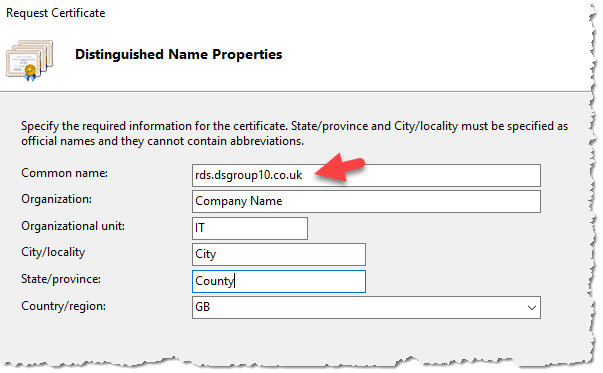 Request Certificate
Distinguished Name Properties
Specify the required information for the certificate. State/province and City/locality must be specified as
official names and they cannot contain abbreviations.
Common name: rds.dsgroup10.co.uk
Organization: Company Name
Organizational unit: IT
City/locality City
State/province: County
Country/region: GB